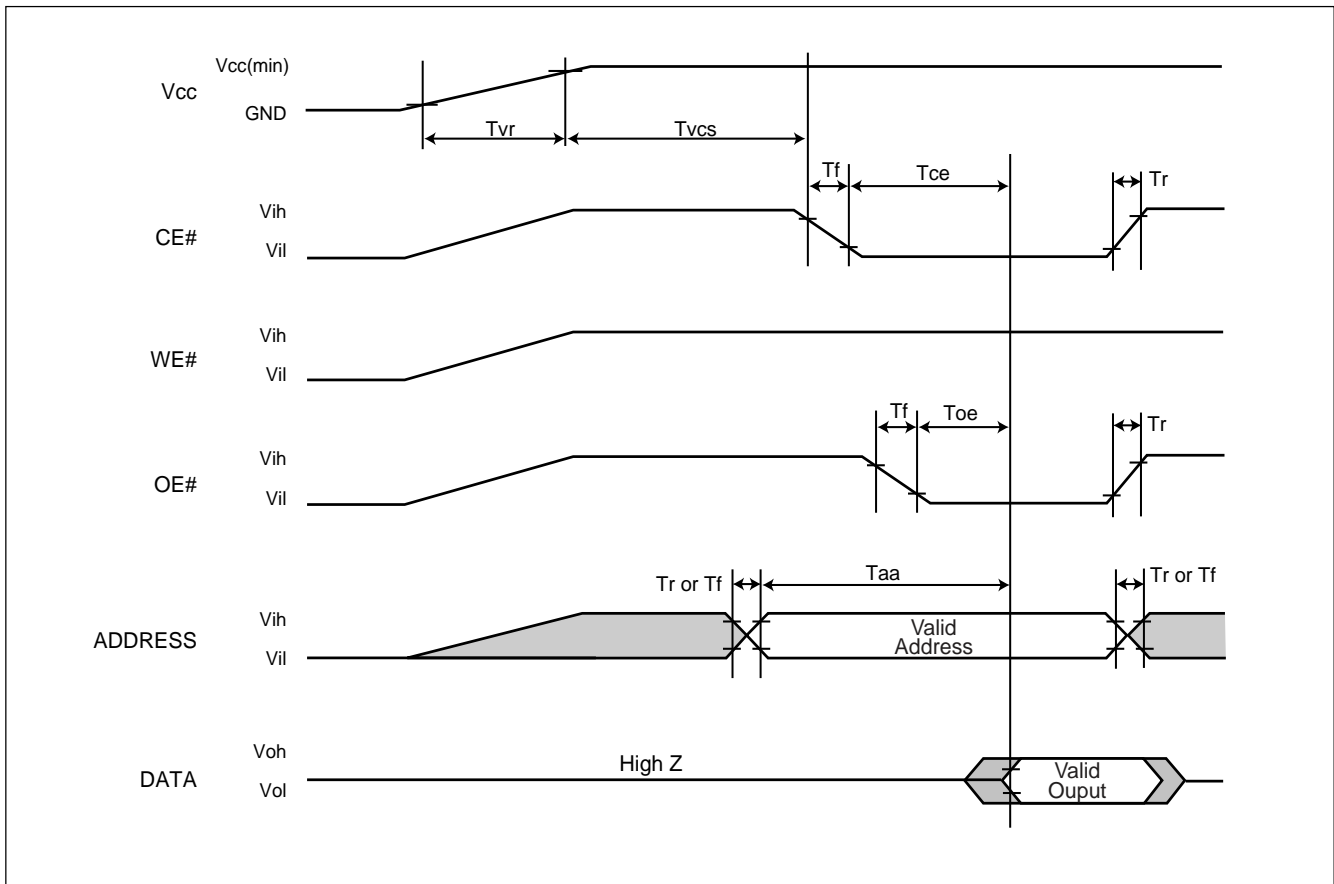 Vcc(min)
Vcc
GND
Tvr
Tvcs
Tf
Tce
Tr
Vih
CE#
Vil
Vih
WE#
Vil
Tf
Toe
Tr
Vih
OE#
Vil
Tr or Tf
Taa
Tr or Tf
Vih
ADDRESS
Vil
Valid
Address
Voh
DATA
Vol
High Z
Valid
Ouput